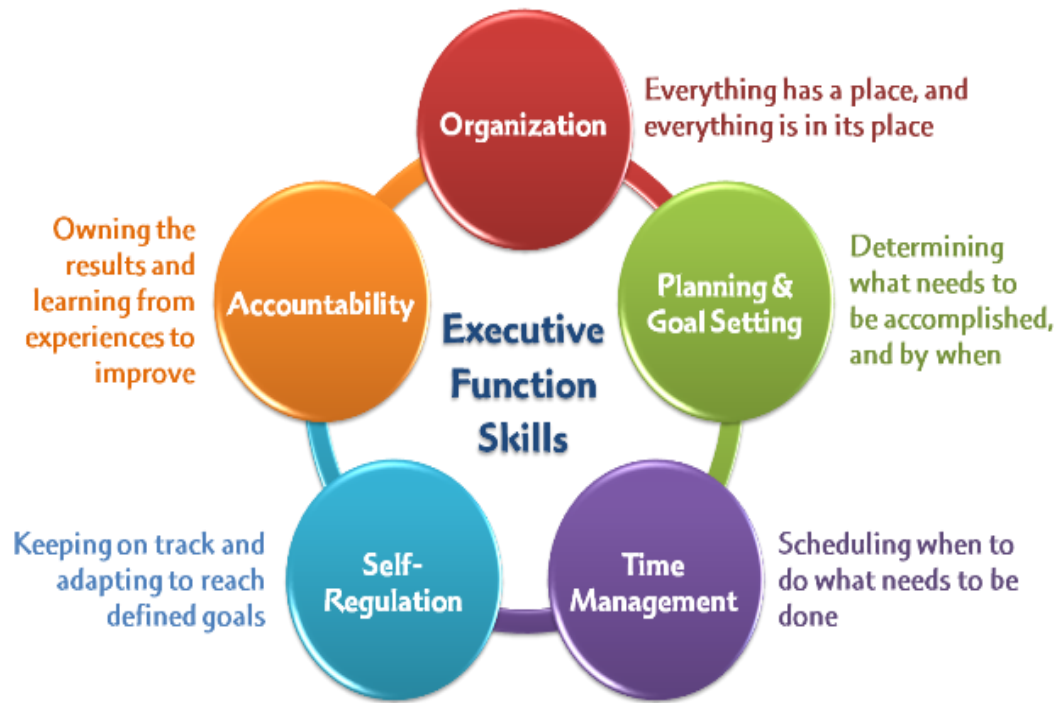 Organization
Everything has a place, and
everything is in its place
Planning &
Goal Setting
Determining
what needs to
be accomplished,
and by when
Time
Management
Scheduling when to
do what needs to be
done
Self-
Regulation
Keeping on track and
adapting to reach
defined goals
Accountability
Owning the
results and
learning from
experiences to
improve
Executive
Function
Skills